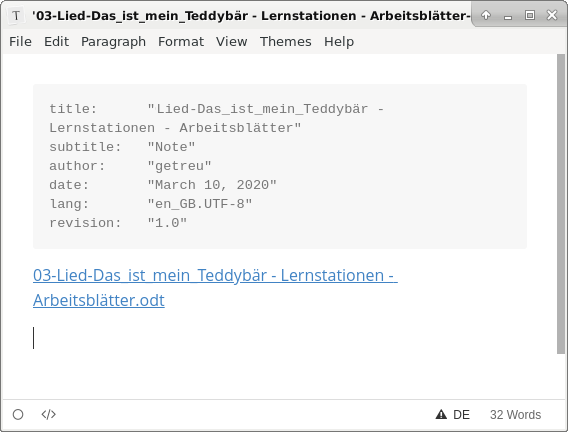 T '03-Lied-Das_ist_mein_Teddybär - Lernstationen - Arbeitsblätter-
File Edit Paragraph Format View Themes Help
title: "Lied-Das_ist_mein_Teddybär -
Lernstationen - Arbeitsblätter"
subtitle: "Note"
author: "getreu"
date: "March 10, 2020"
lang: "en_GB.UTF-8"
revision: "1.0"
03-Lied-Das_ist_mein_Teddybär - Lernstationen -
Arbeitsblätter.odt
</> DE 32 Words